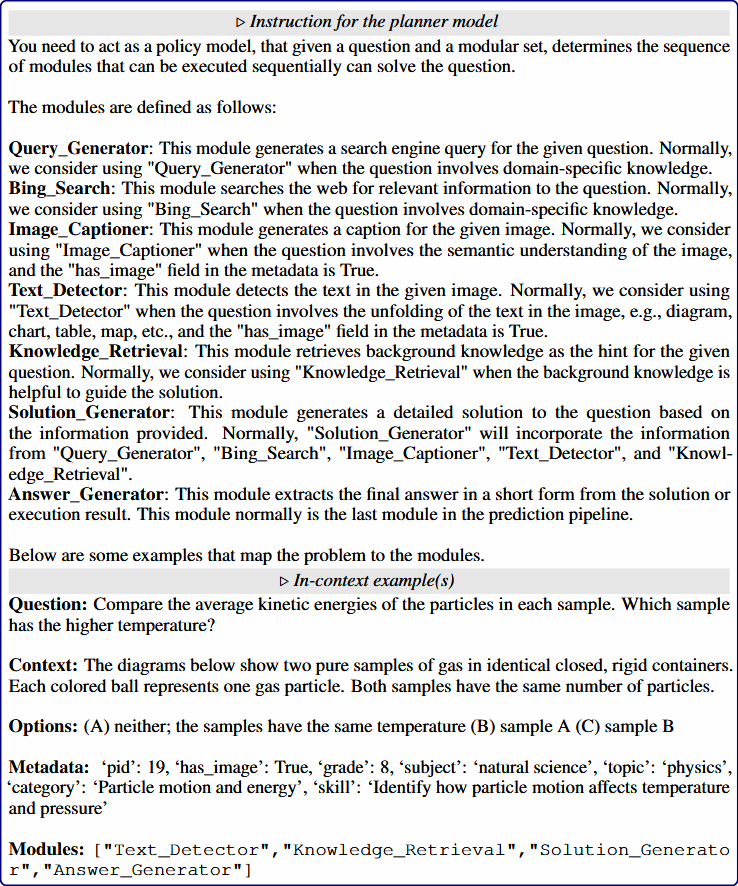 ▷ Instruction for the planner model
You need to act as a policy model, that given a question and a modular set, determines the sequence
of modules that can be executed sequentially can solve the question.
The modules are defined as follows:
Query_Generator: This module generates a search engine query for the given question. Normally,
we consider using "Query_Generator" when the question involves domain-specific knowledge.
Bing_Search: This module searches the web for relevant information to the question. Normally,
we consider using "Bing_Search" when the question involves domain-specific knowledge.
Image_Captioner: This module generates a caption for the given image. Normally, we consider
using "Image_Captioner" when the question involves the semantic understanding of the image,
and the "has_image" field in the metadata is True.
Text_Detector: This module detects the text in the given image. Normally, we consider using
"Text_Detector" when the question involves the unfolding of the text in the image, e.g., diagram,
chart, table, map, etc., and the "has_image" field in the metadata is True.
Knowledge_Retrieval: This module retrieves background knowledge as the hint for the given
question. Normally, we consider using "Knowledge_Retrieval" when the background knowledge is
helpful to guide the solution.
Solution_Generator: This module generates a detailed solution to the question based on
the information provided. Normally, "Solution_Generator" will incorporate the information
from "Query_Generator", "Bing_Search", "Image_Captioner", "Text_Detector", and "Knowl-
edge_Retrieval".
Answer_Generator: This module extracts the final answer in a short form from the solution or
execution result. This module normally is the last module in the prediction pipeline.
Below are some examples that map the problem to the modules.
▷ In-context example(s)
Question: Compare the average kinetic energies of the particles in each sample. Which sample
has the higher temperature?
Context: The diagrams below show two pure samples of gas in identical closed, rigid containers.
Each colored ball represents one gas particle. Both samples have the same number of particles.
Options: (A) neither; the samples have the same temperature (B) sample A (C) sample B
Metadata: ‘pid’: 19, ‘has_image’: True, ‘grade’: 8, ‘subject’: ‘natural science’, ‘topic’: ‘physics’,
‘category’: ‘Particle motion and energy’, ‘skill’: ‘Identify how particle motion affects temperature
and pressure’
Modules: ["Text_Detector","Knowledge_Retrieval","Solution_Generato
r","Answer_Generator"]